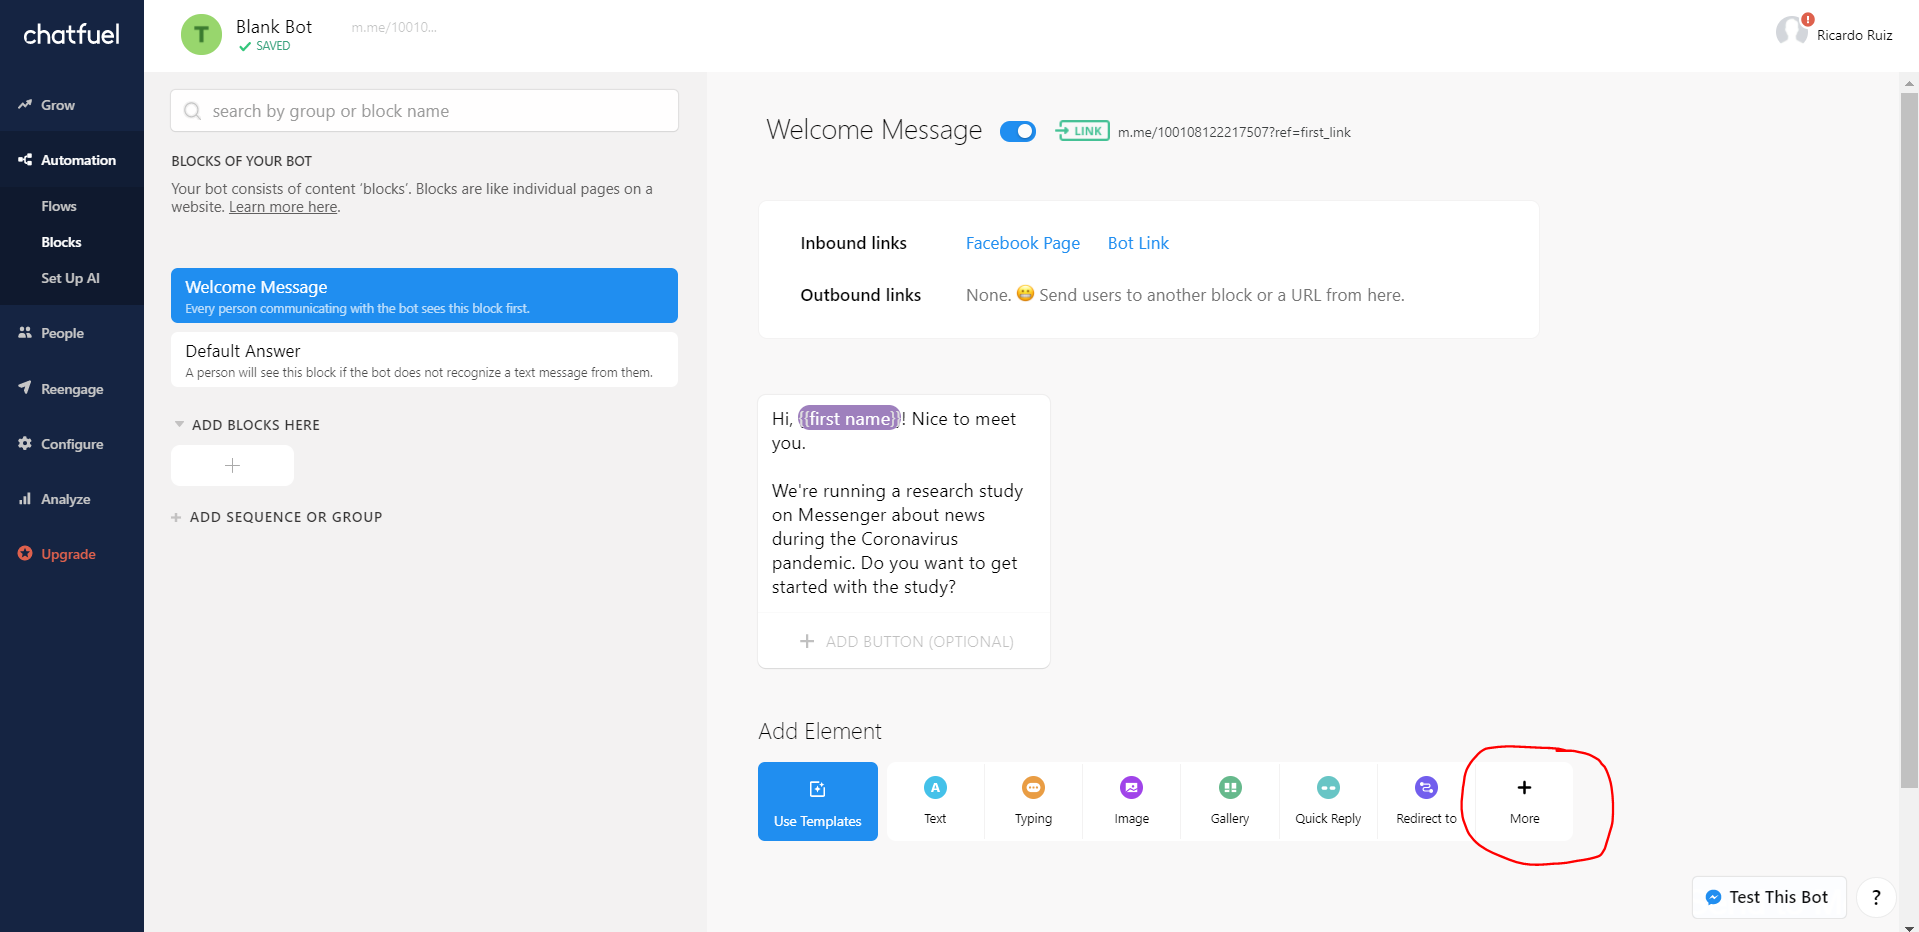 chatfuel
Grow
Automation
Flows
Blocks
Set Up AI
People
Reengage
Configure
Analyze
Upgrade
T
Blank Bot
SAVED
m.me/10010...
!
Ricardo Ruiz
search by group or block name
BLOCKS OF YOUR BOT
Your bot consists of content ‘blocks’. Blocks are like individual pages on a
website. Learn more here.
Welcome Message
Every person communicating with the bot sees this block first.
Default Answer
A person will see this block if the bot does not recognize a text message from them.
ADD BLOCKS HERE
+
+ ADD SEQUENCE OR GROUP
Welcome Message
LINK
m.me/100108122217507?ref=first_link
Inbound links Facebook Page Bot Link
Outbound links None. 😬 Send users to another block or a URL from here.
Hi, {{first name}}! Nice to meet
you.
We're running a research study
on Messenger about news
during the Coronavirus
pandemic. Do you want to get
started with the study?
+ ADD BUTTON (OPTIONAL)
Add Element
Use Templates
A
Text
Typing
Image
Gallery
Quick Reply
Redirect to
+
More
Test This Bot
?